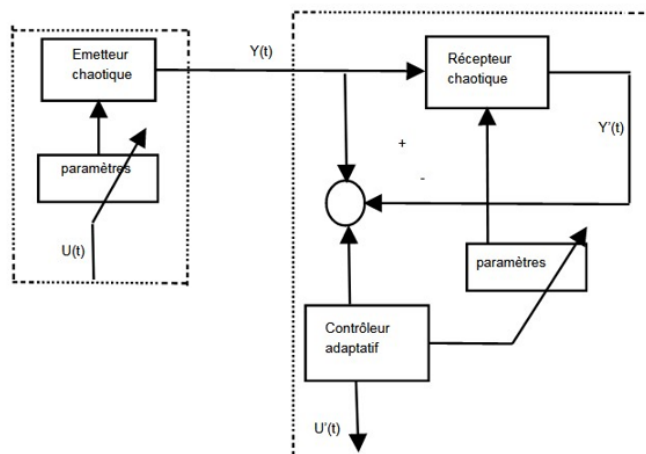 Emetteur
chaotique
Y(t)
Récepteur
chaotique
Y'(t)
+
-
paramètres
U(t)
paramètres
Contrôleur
adaptatif
U'(t)